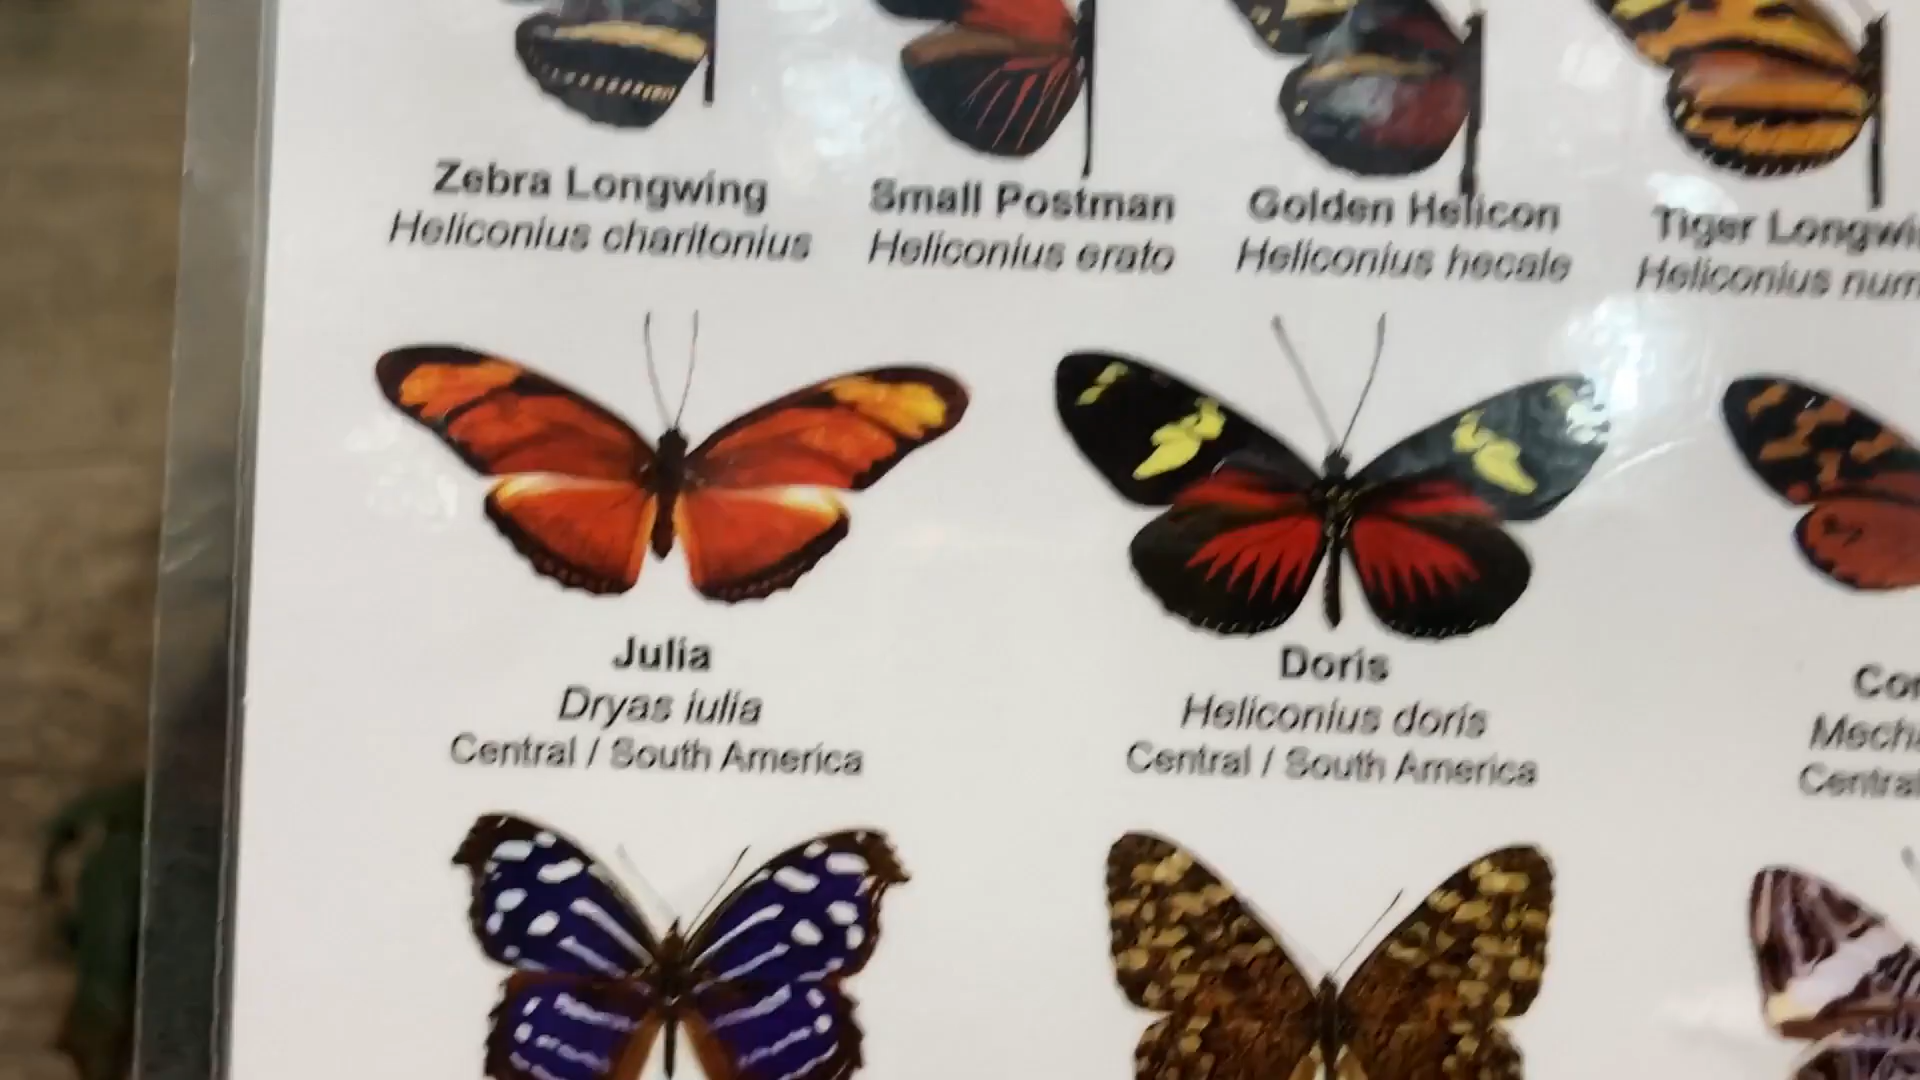 Zebra Longwing
Heliconius charitonius
Small Postman
Heliconius erato
Golden Helicon
Heliconius hecale
Tiger
Heliconius
Julia
Dryas iulia
Central / South America
Doris
Heliconius doris
Central / South America